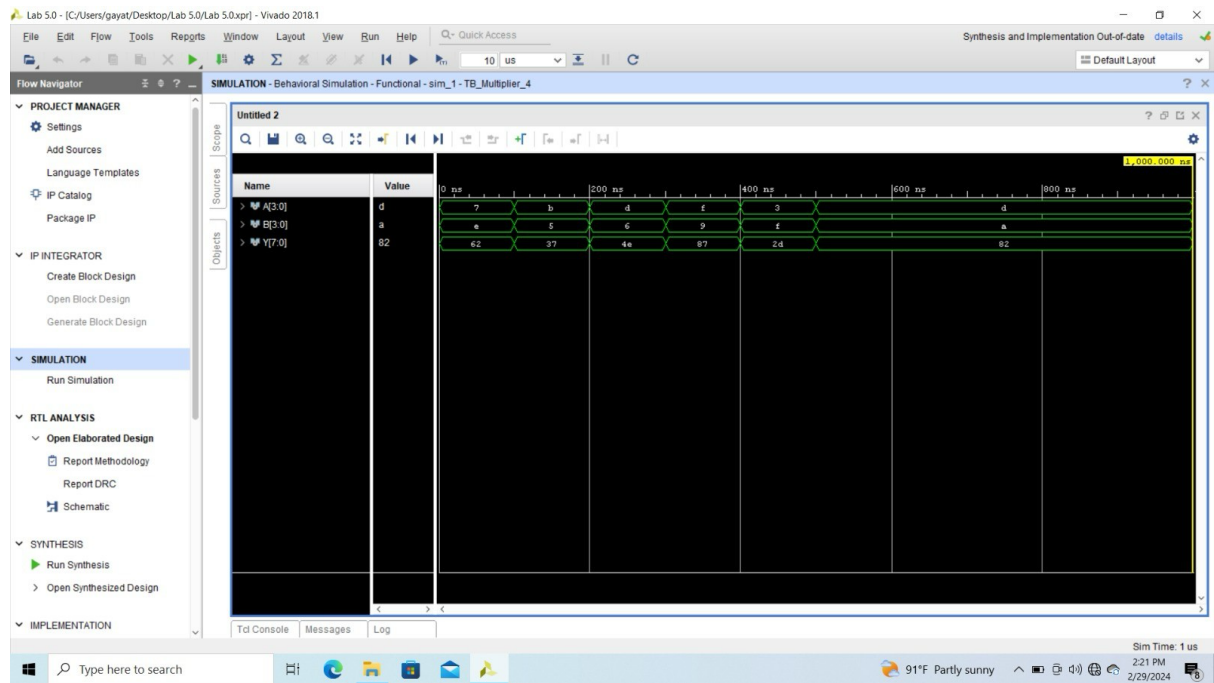 Lab 5.0 - [C:/Users/gayat/Desktop/Lab 5.0/Lab 5.0.xpr] - Vivado 2018.1
File Edit Flow Tools Reports Window Layout View Run Help Q- Quick Access Synthesis and Implementation Out-of-date details
10 us Default Layout
Flow Navigator ? SIMULATION - Behavioral Simulation - Functional - sim_1 - TB_Multiplier_4 ?
PROJECT MANAGER
Settings
Add Sources
Language Templates
IP Catalog
Package IP
IP INTEGRATOR
Create Block Design
Open Block Design
Generate Block Design
SIMULATION
Run Simulation
RTL ANALYSIS
Open Elaborated Design
Report Methodology
Report DRC
Schematic
SYNTHESIS
Run Synthesis
Open Synthesized Design
IMPLEMENTATION
Scope
Sources
Objects
Untitled 2 ?
1,000.000 ns
Name Value 0 ns 200 ns 400 ns 600 ns 800 ns
A[3:0] d 7 b d f 3 d
B[3:0] a e 5 6 9 f a
Y[7:0] 82 62 37 4e 87 2d 82
Tcl Console Messages Log
Sim Time: 1 us
Type here to search 91°F Partly sunny 2:21 PM
2/29/2024 8